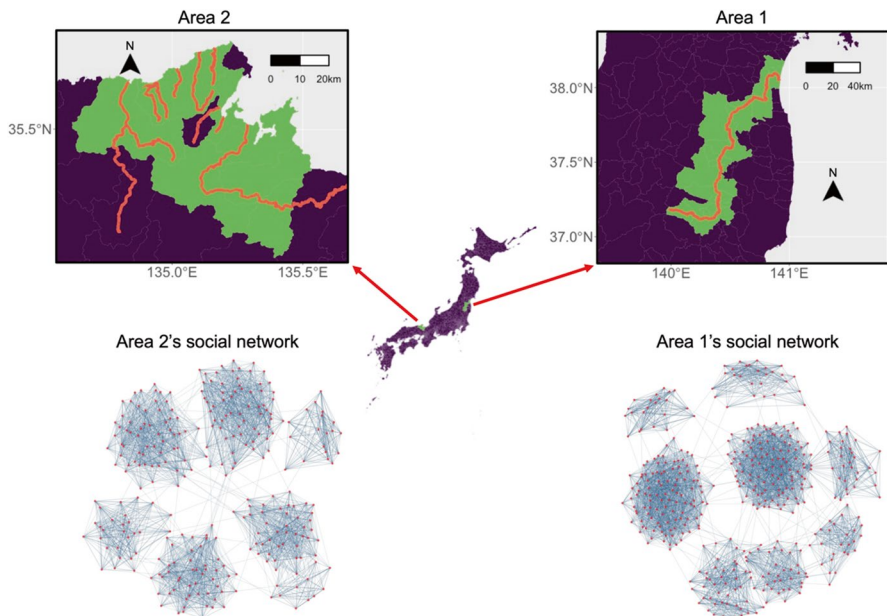 Area 2
Area 1
N
0 10 20km
35.5°N
135.0°E 135.5°E
38.0°N
37.5°N
37.0°N
0 20 40km
N
140°E 141°E
Area 2's social network
Area 1's social network